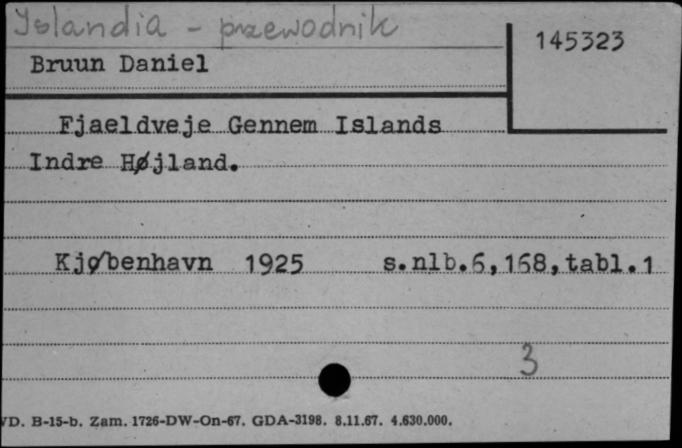 Islandia - przewodnik
145323
Bruun Daniel
Fjaeldveje Gennem Islands
Indre Højland.
Kjøbenhavn 1925 s.nlb.6,168,tabl.1
3
VD. B-15-b. Zam. 1726-DW-On-67. GDA-3198. 8.11.67. 4.630.000.